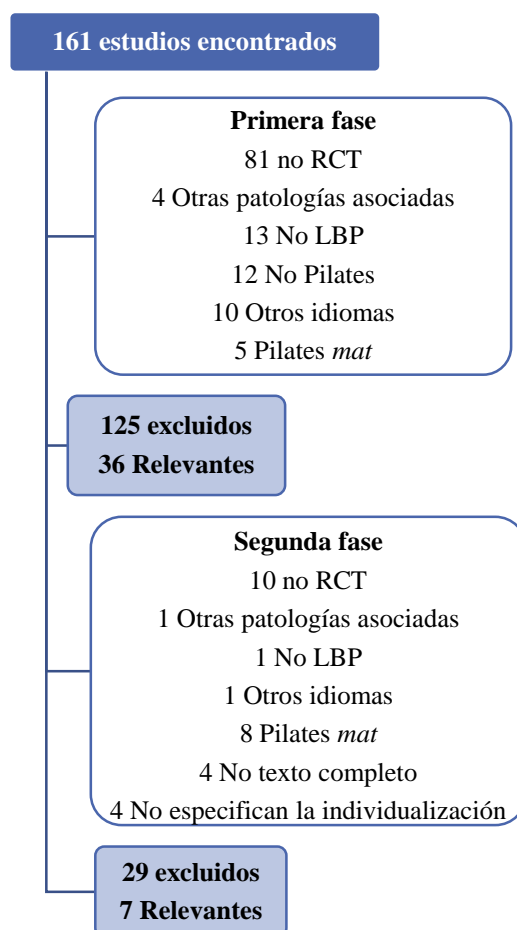 161 estudios encontrados
Primera fase
81 no RCT
4 Otras patologías asociadas
13 No LBP
12 No Pilates
10 Otros idiomas
5 Pilates mat
125 excluidos
36 Relevantes
Segunda fase
10 no RCT
1 Otras patologías asociadas
1 No LBP
1 Otros idiomas
8 Pilates mat
4 No texto completo
4 No especifican la individualización
29 excluidos
7 Relevantes